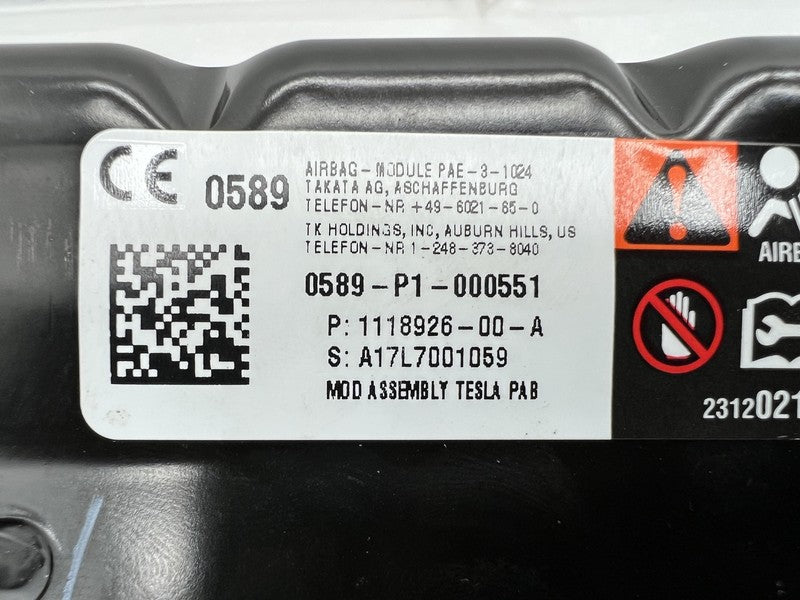 CE 0589
AIRBAG-MODULE PAE-3-1024
TAKATA AG, ASCHAFFENBURG
TELEFON-NR +49-6021-65-0
TK HOLDINGS, INC, AUBURN HILLS, US
TELEFON-NR 1-248-373-8040
0589-P1-000551
P: 1118926-00-A
S: A17L7001059
MOD ASSEMBLY TESLA PAB
AIRB
2312021